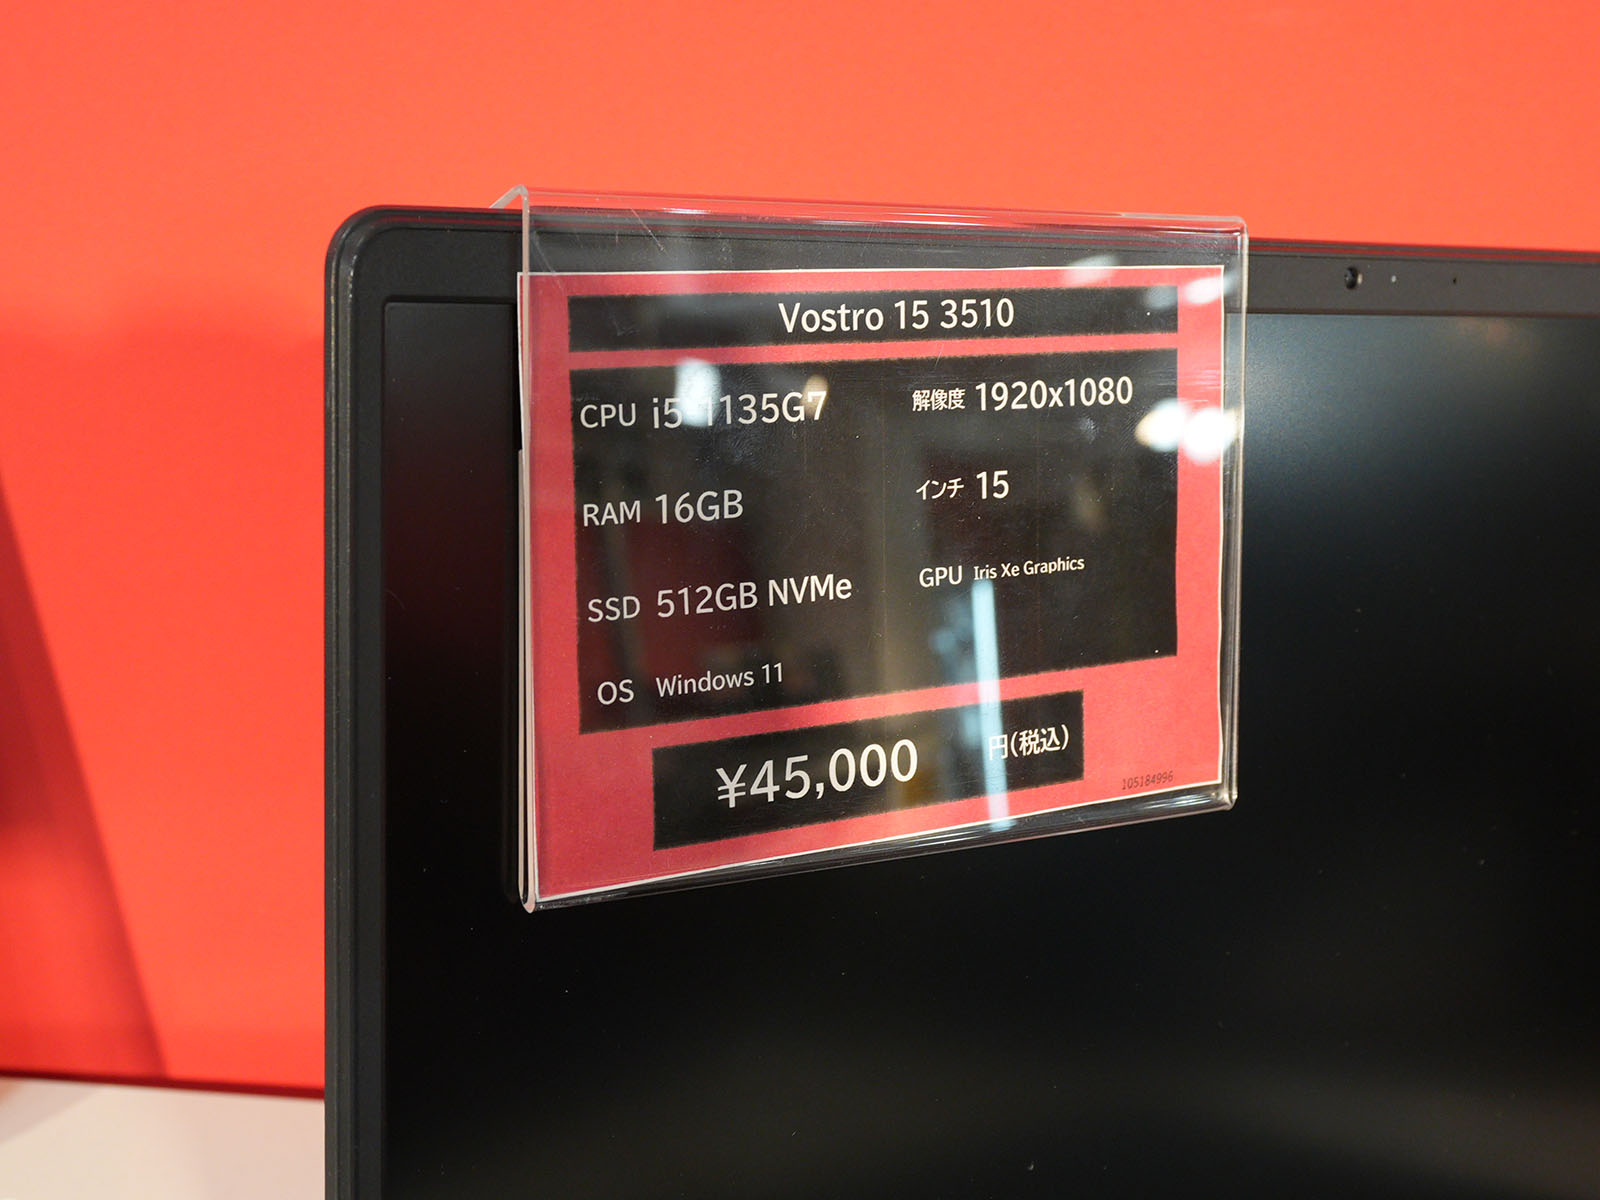 Vostro 15 3510
CPU i5-1135G7
RAM 16GB
SSD 512GB NVMe
OS Windows 11
解像度 1920x1080
インチ 15
GPU Iris Xe Graphics
¥45,000 円(税込)
105184996